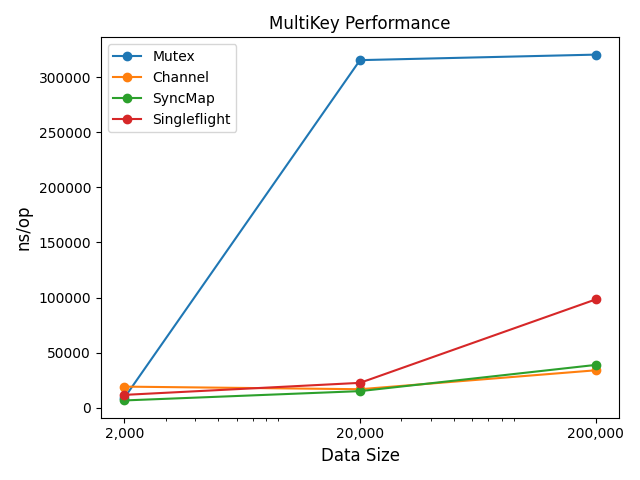 MultiKey Performance
Mutex
Channel
SyncMap
Singleflight
ns/op
300000
250000
200000
150000
100000
50000
0
2,000
20,000
200,000
Data Size